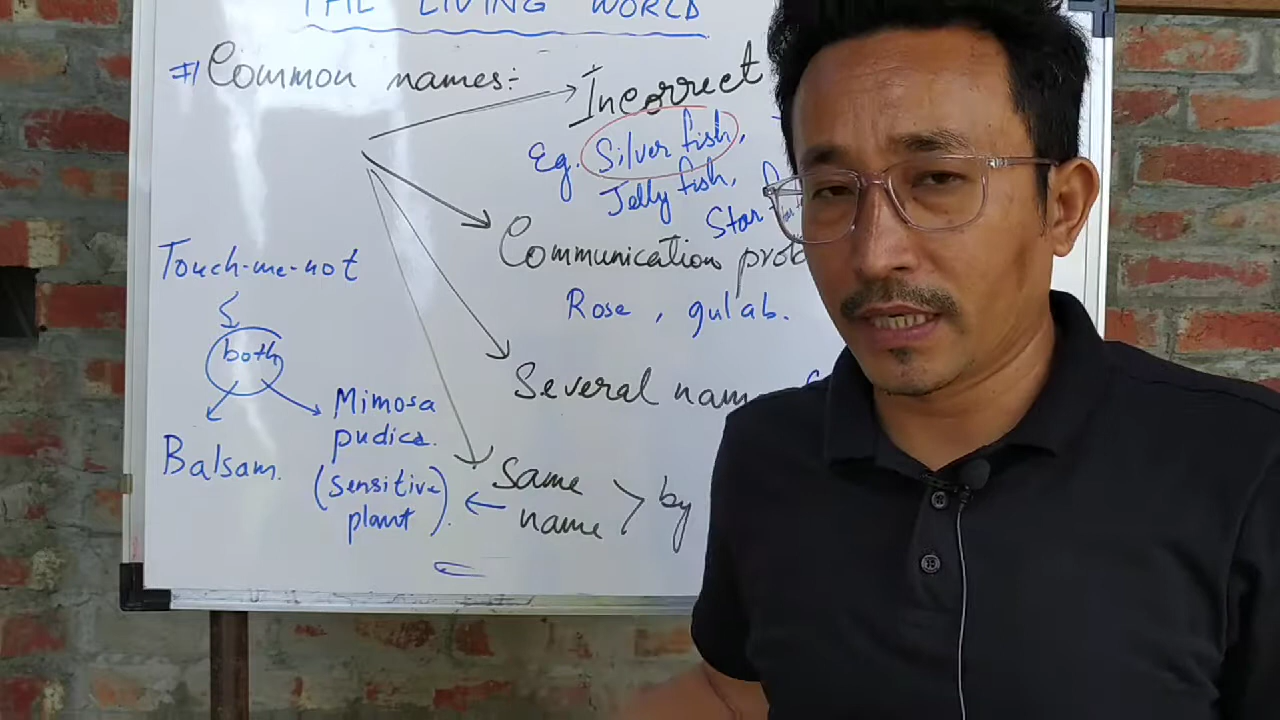 THE LIVING WORLD
#1 Common names:-
Incorrect
Eg. Silver fish,
Jelly fish,
Star
Communication prob
Rose, gulab.
Several nam
Same name > by
Touch-me-not
both
Balsam.
Mimosa
pudica.
(sensitive
plant).